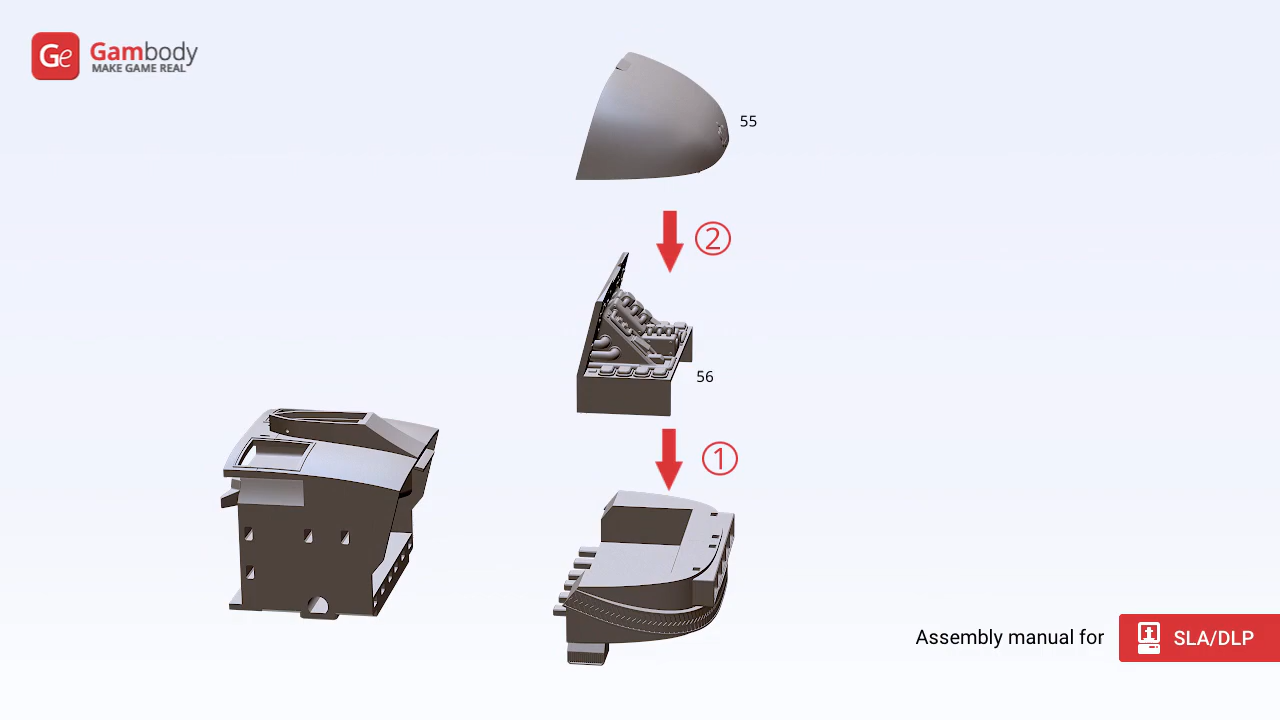 Ge
Gambody
MAKE GAME REAL
55
2
56
1
Assembly manual for
SLA/DLP